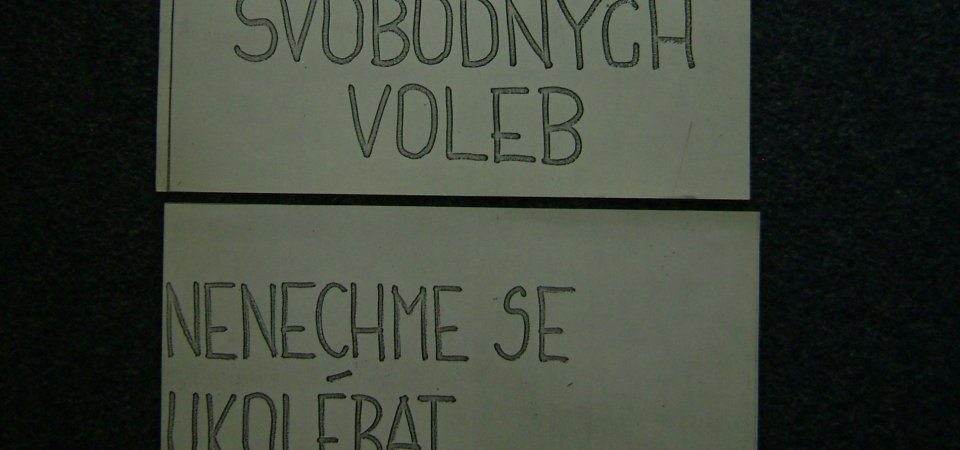 SVOBODNYCH
VOLEB
NENECHME SE
UKOLÉBAT